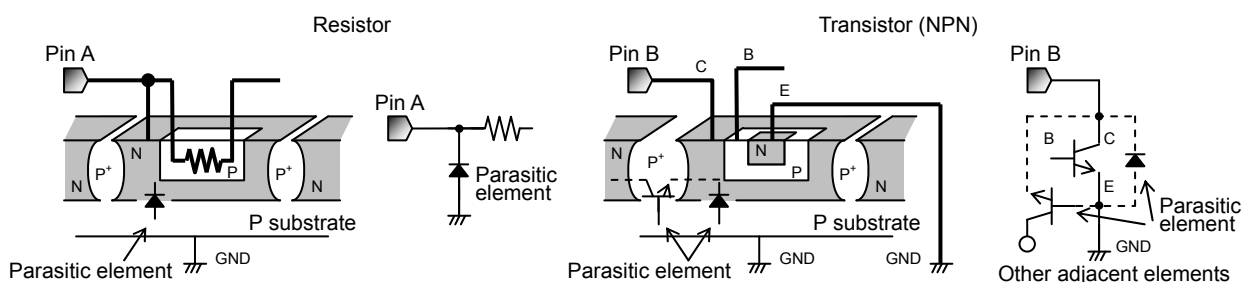 Resistor
Pin A
N
N
P+
P
P+
N
P substrate
Parasitic element
GND
Pin A
Parasitic
element
Transistor (NPN)
Pin B
C
B
E
N
P+
N
N
P
P+
N
P substrate
Parasitic element
GND
GND
Pin B
B
C
E
Parasitic
element
GND
Other adjacent elements